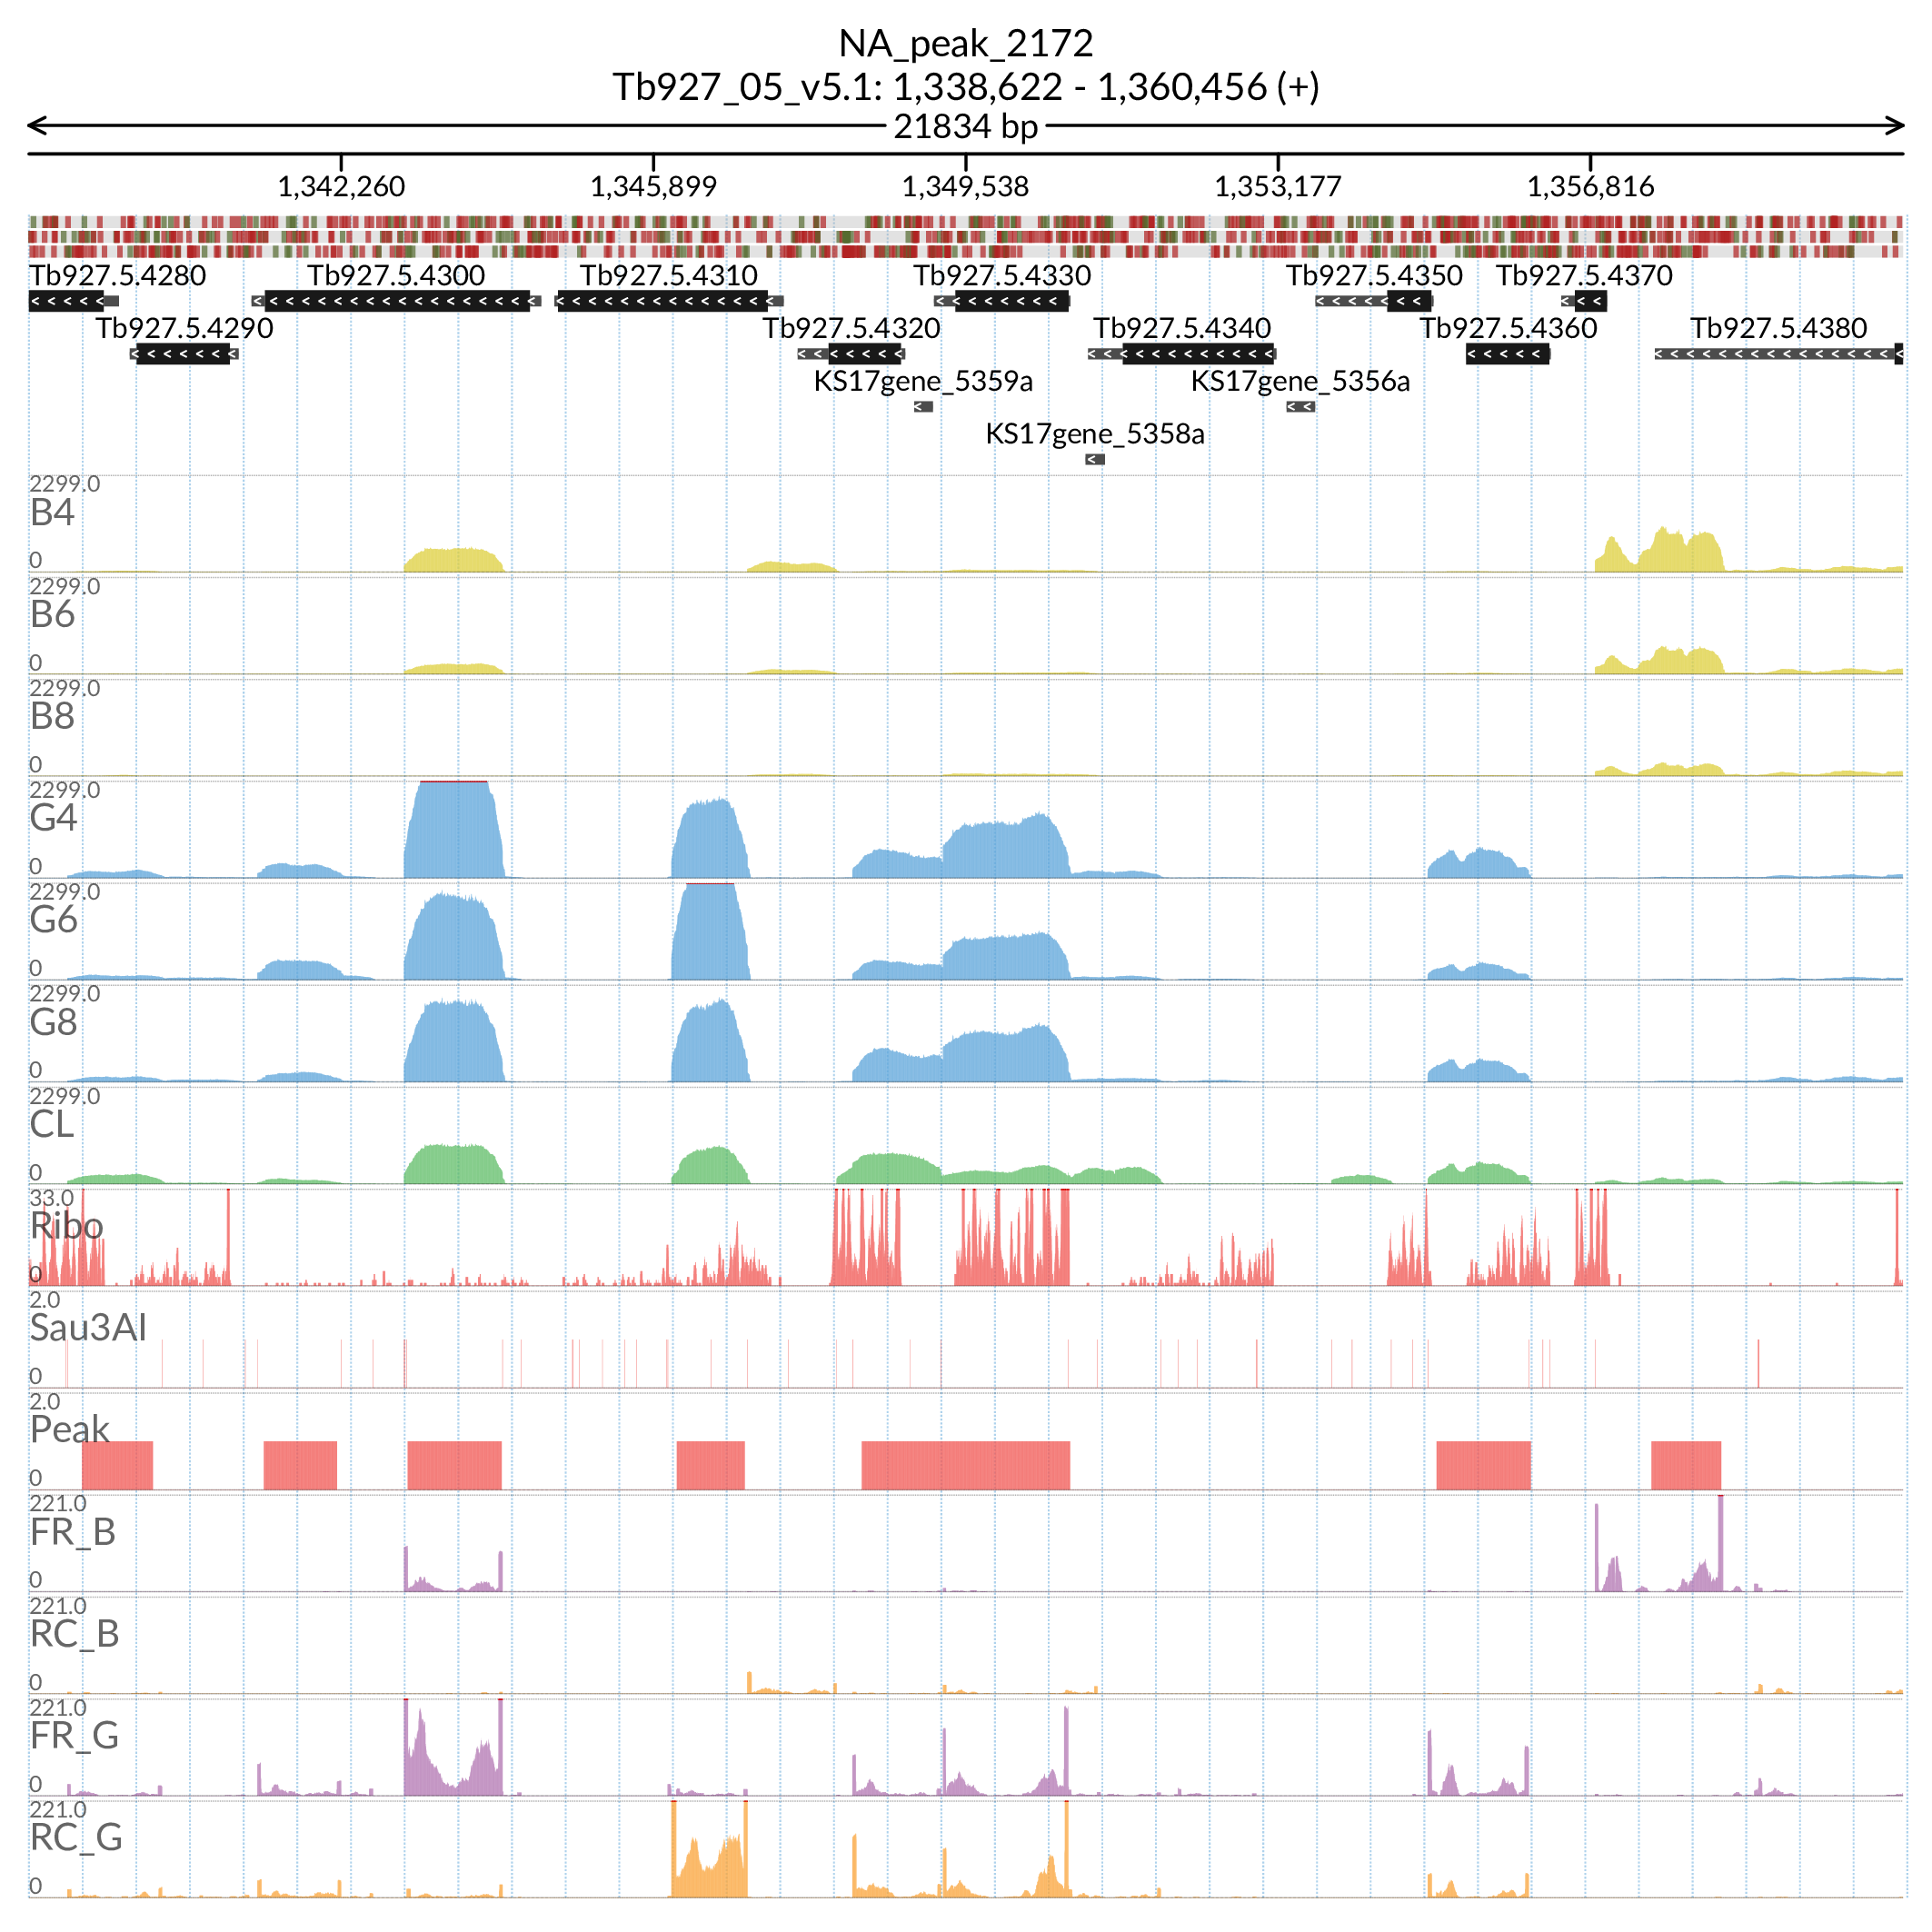 NA_peak_2172
Tb927_05_v5.1: 1,338,622 - 1,360,456 (+)
21834 bp
1,342,260 1,345,899 1,349,538 1,353,177 1,356,816
Tb927.5.4280 Tb927.5.4300 Tb927.5.4310 Tb927.5.4330 Tb927.5.4350 Tb927.5.4370
Tb927.5.4290 Tb927.5.4320 Tb927.5.4340 Tb927.5.4360 Tb927.5.4380
KS17gene_5359a KS17gene_5356a
KS17gene_5358a
2299.0
B4
0
2299.0
B6
0
2299.0
B8
0
2299.0
G4
0
2299.0
G6
0
2299.0
G8
0
2299.0
CL
0
33.0
Ribo
0
2.0
Sau3AI
0
2.0
Peak
0
221.0
FR_B
0
221.0
RC_B
0
221.0
FR_G
0
221.0
RC_G
0